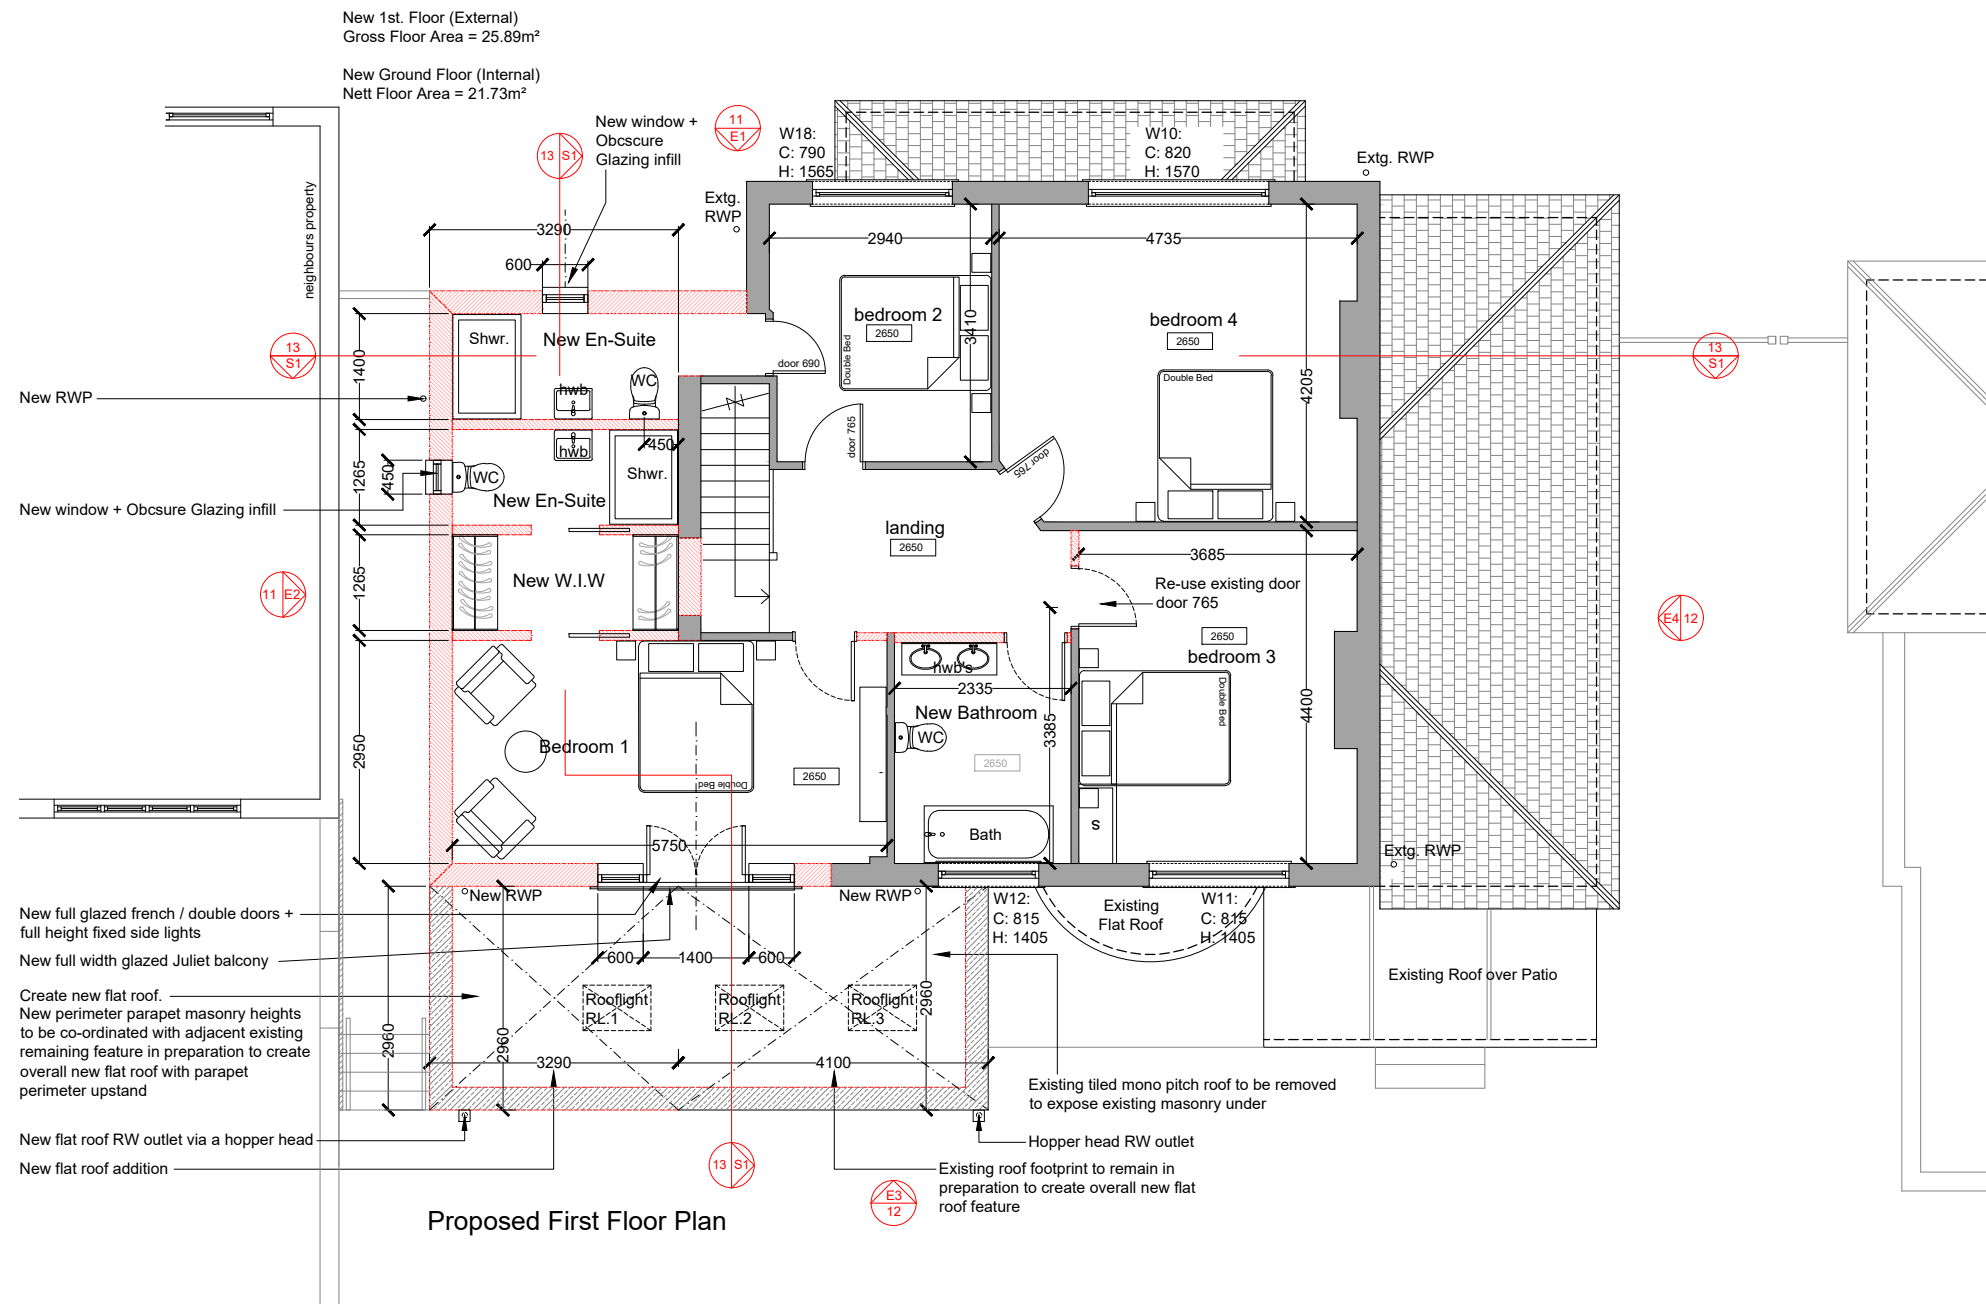 New 1st. Floor (External)
Gross Floor Area = 25.89m²
New Ground Floor (Internal)
Nett Floor Area = 21.73m²
New window +
Obcscure
Glazing infill
11
E1
13 S1
W18:
C: 790
H: 1565
W10:
C: 820
H: 1570
Extg. RWP
Extg.
RWP
neighbours property
3290
600
2940
4735
bedroom 2
2650
Double Bed
3410
bedroom 4
2650
Double Bed
4205
13
S1
13
S1
Shwr.
New En-Suite
door 690
1400
hwb
WC
New RWP
hwb
450
door 765
door 765
1265
450
WC
Shwr.
New En-Suite
New window + Obcsure Glazing infill
landing
2650
3685
1265
New W.I.W
11 E2
Re-use existing door
door 765
E4 12
2650
bedroom 3
hwb's
2335
New Bathroom
3385
WC
2650
Double Bed
4400
2950
Bedroom 1
2650
Double Bed
S
Bath
5750
Extg. RWP
New RWP
New RWP
W12:
C: 815
H: 1405
Existing
Flat Roof
W11:
C: 815
H: 1405
New full glazed french / double doors +
full height fixed side lights
New full width glazed Juliet balcony
600
1400
600
Existing Roof over Patio
Create new flat roof.
New perimeter parapet masonry heights
to be co-ordinated with adjacent existing
remaining feature in preparation to create
overall new flat roof with parapet
perimeter upstand
Rooflight
RL.1
Rooflight
RL.2
Rooflight
RL.3
2960
2960
2960
3290
4100
Existing tiled mono pitch roof to be removed
to expose existing masonry under
New flat roof RW outlet via a hopper head
Hopper head RW outlet
New flat roof addition
13 S1
Existing roof footprint to remain in
preparation to create overall new flat
roof feature
E3
12
Proposed First Floor Plan